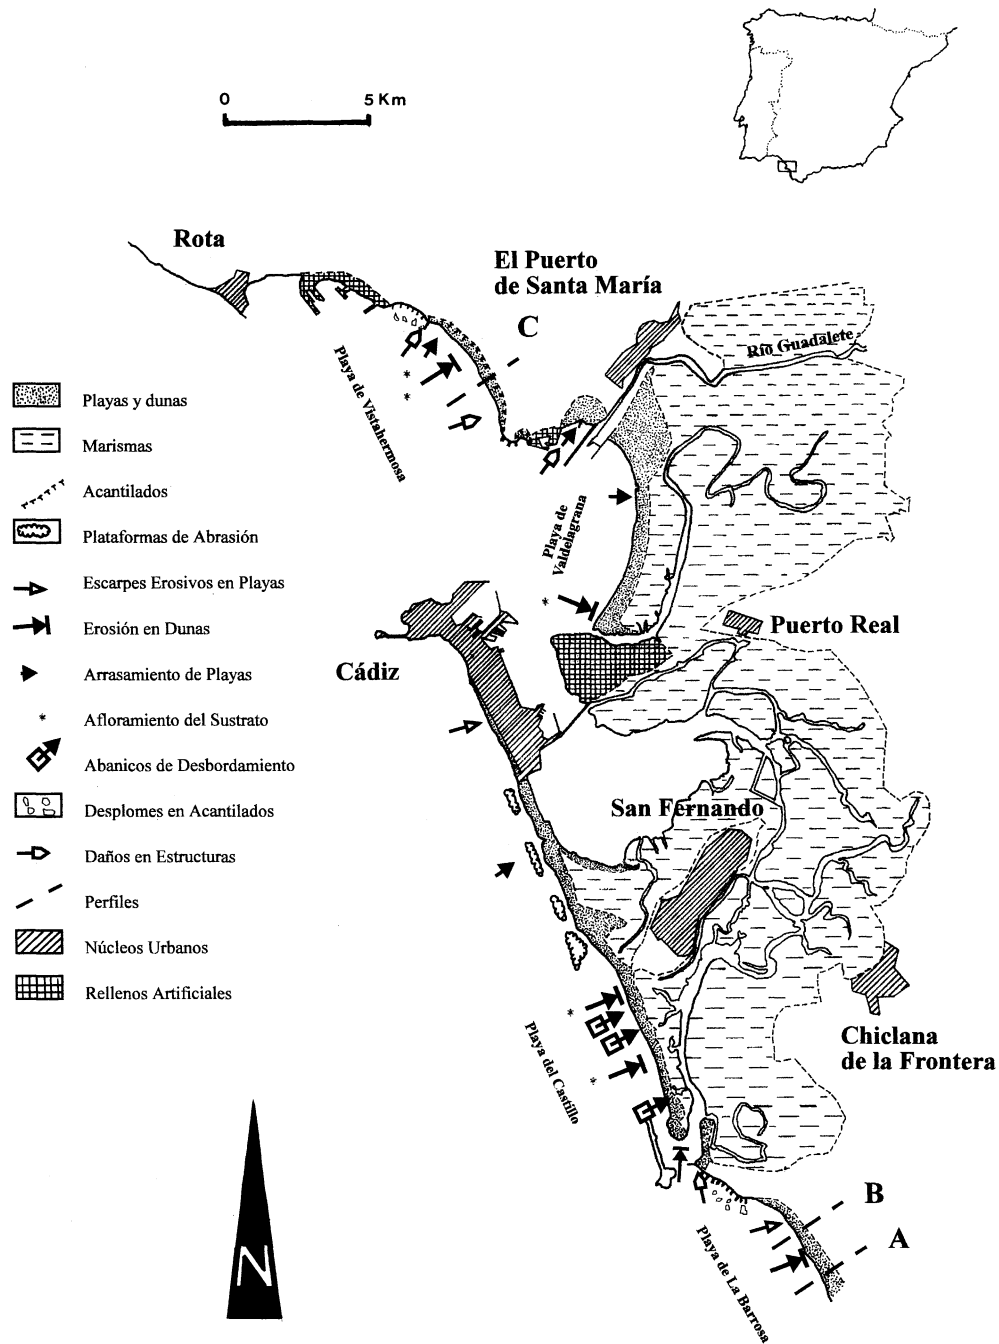 0 5 Km
Rota
El Puerto
de Santa María
C
Río Guadalete
Playa de Vistahermosa
Playas y dunas
Marismas
Acantilados
Plataformas de Abrasión
Escarpes Erosivos en Playas
Erosión en Dunas
Arrasamiento de Playas
Afloramiento del Sustrato
Abanicos de Desbordamiento
Desplomes en Acantilados
Daños en Estructuras
Perfiles
Núcleos Urbanos
Rellenos Artificiales
Playa de
Valdelagrana
Puerto Real
Cádiz
San Fernando
Chiclana
de la Frontera
Playa del Castillo
B
A
Playa de La Barrosa
N